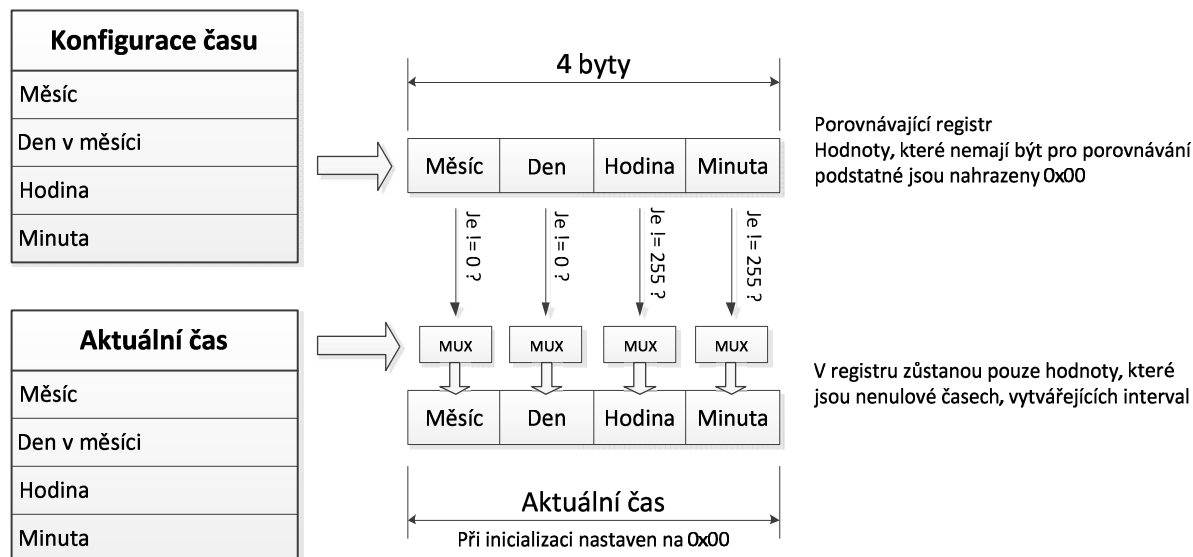 Konfigurace času
Měsíc
Den v měsíci
Hodina
Minuta
4 byty
Měsíc
Den
Hodina
Minuta
Porovnávající registr
Hodnoty, které nemají být pro porovnávání
podstatné jsou nahrazeny 0x00
Je != 0 ?
Je != 0 ?
Je != 255 ?
Je != 255 ?
Aktuální čas
Měsíc
Den v měsíci
Hodina
Minuta
MUX
MUX
MUX
MUX
Měsíc
Den
Hodina
Minuta
V registru zůstanou pouze hodnoty, které
jsou nenulové časech, vytvářejících interval
Aktuální čas
Při inicializaci nastaven na 0x00